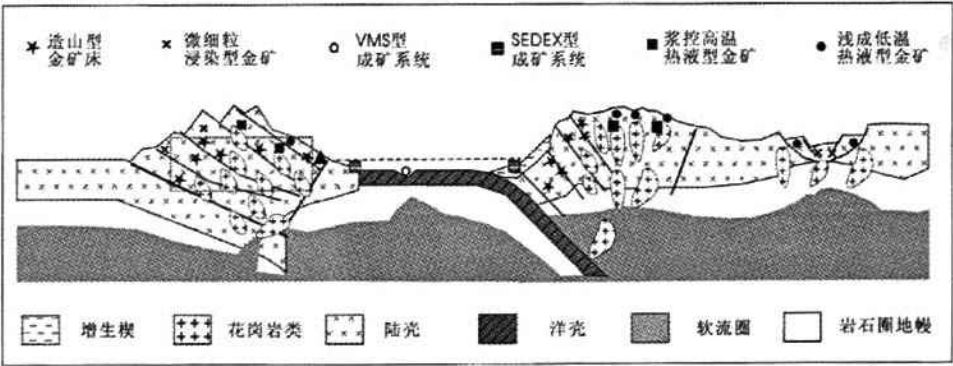 造山型 微细粒 VMS型 SEDEX型 浆控高温 浅成低温
金矿床 浸染型金矿 成矿系统 成矿系统 热液型金矿 热液型金矿
增生楔 花岗岩类 陆壳 洋壳 软流圈 岩石圈地幔